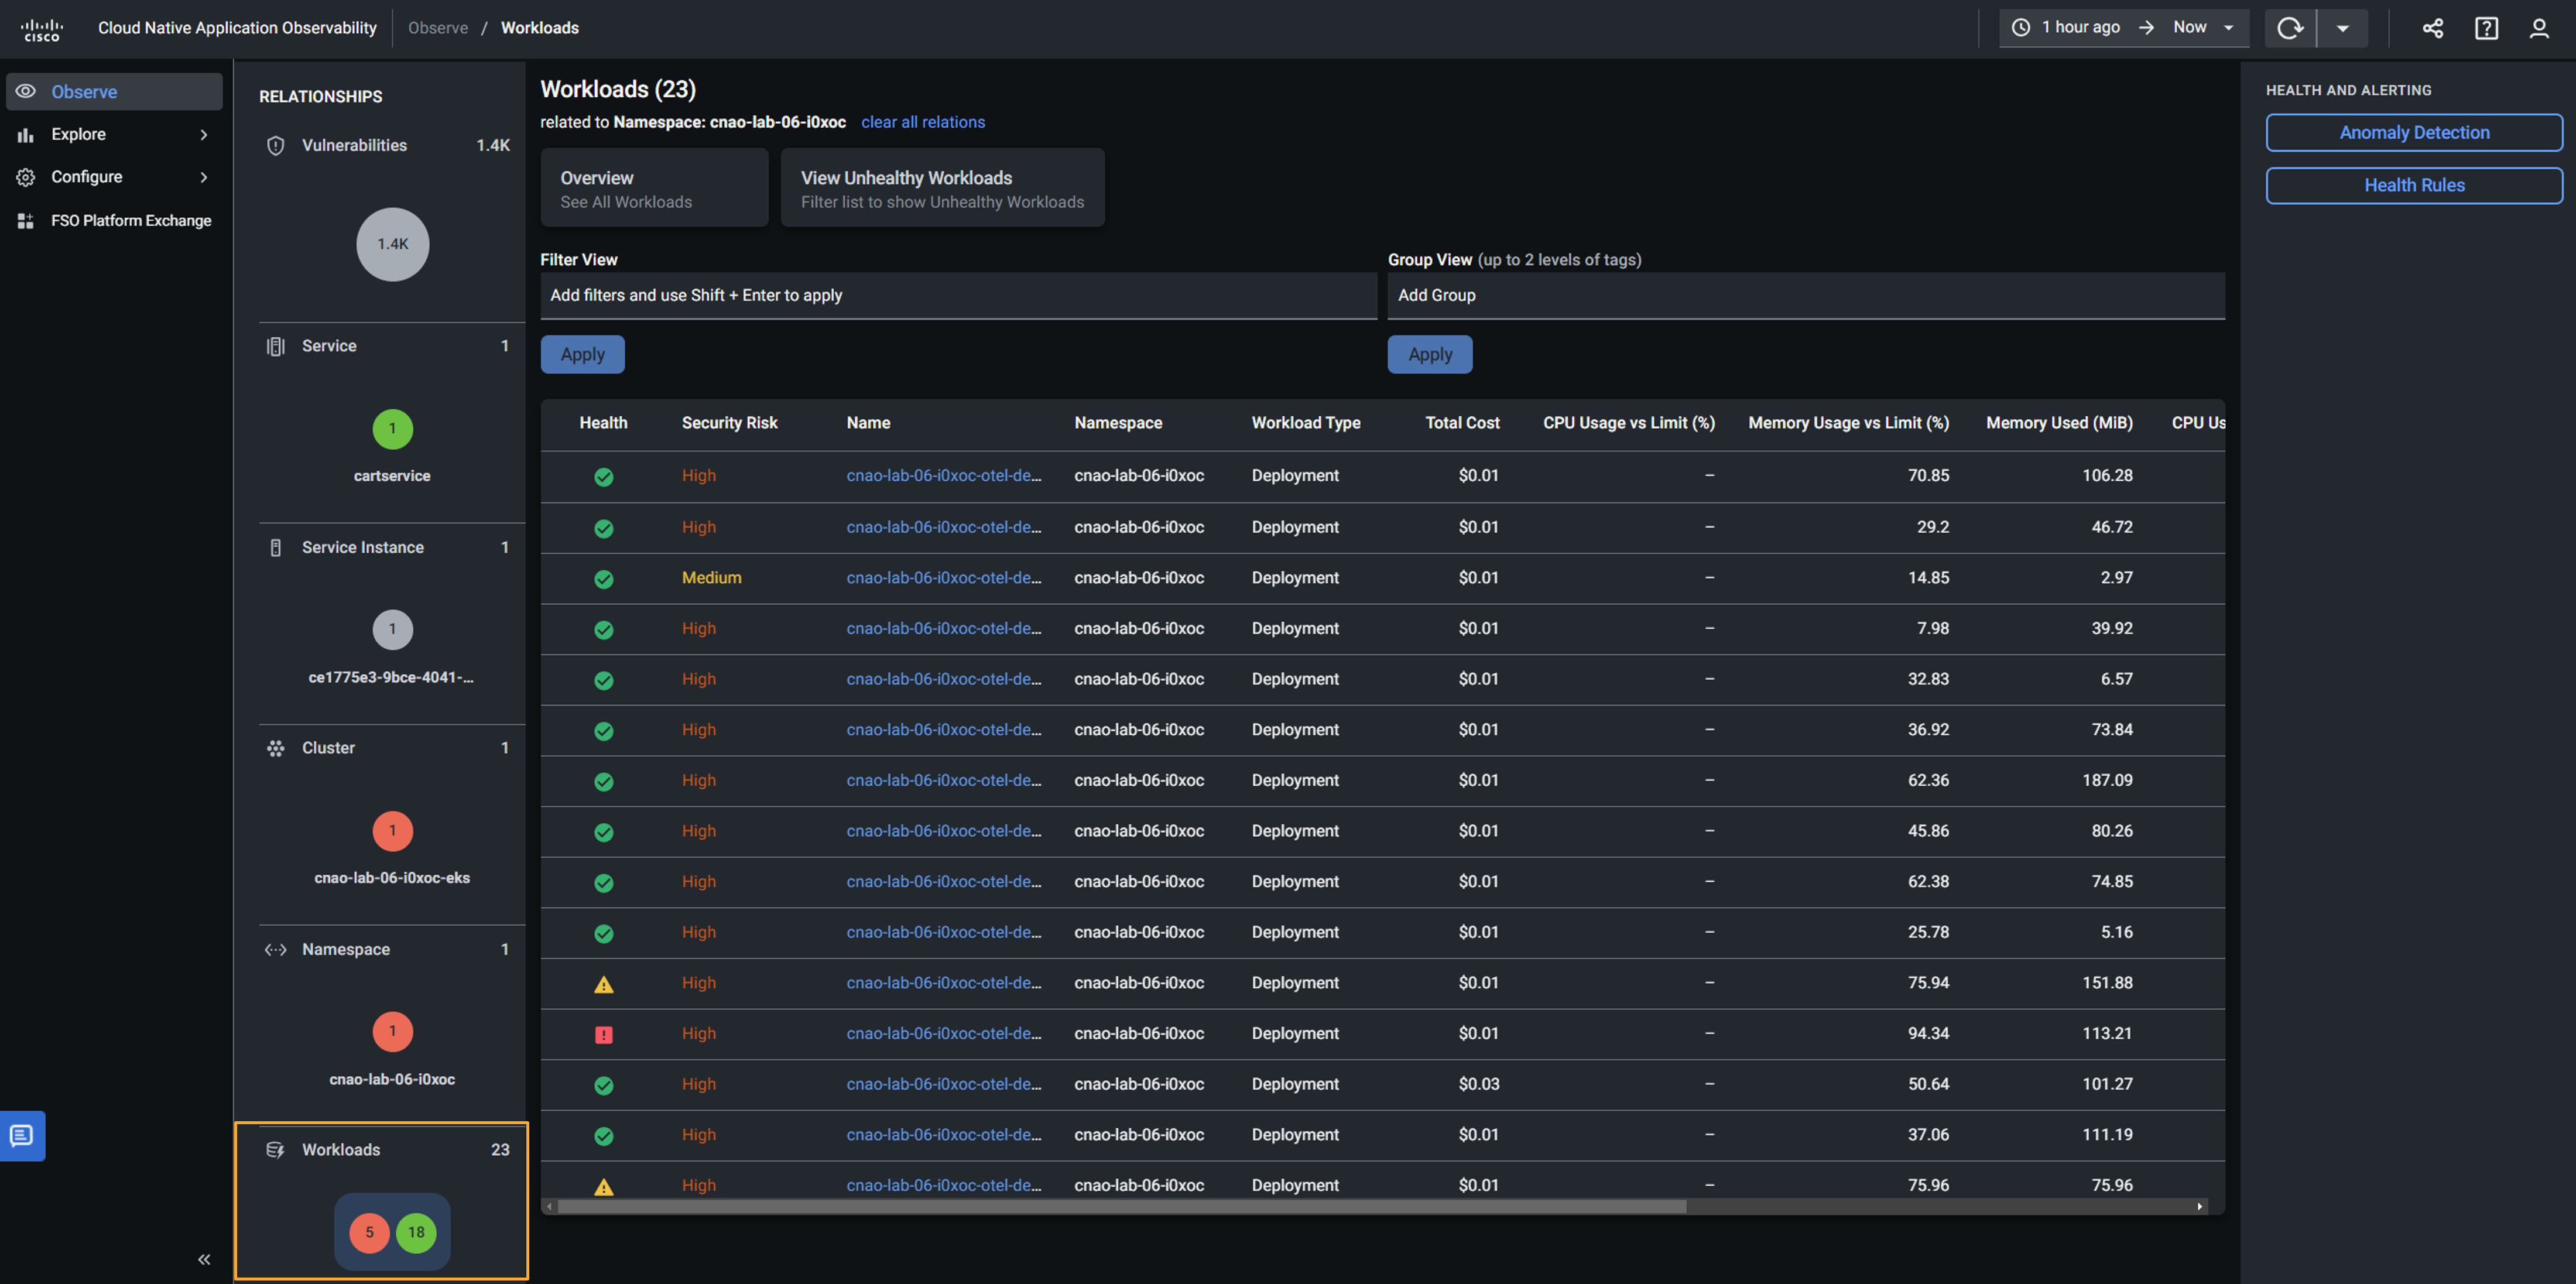 cisco
Cloud Native Application Observability
Observe / Workloads
1 hour ago → Now
Observe
Explore
Configure
FSO Platform Exchange
RELATIONSHIPS
Vulnerabilities 1.4K
1.4K
Service 1
1
cartservice
Service Instance 1
1
ce1775e3-9bce-4041-...
Cluster 1
1
cnao-lab-06-i0xoc-eks
Namespace 1
1
cnao-lab-06-i0xoc
Workloads 23
5 18
Workloads (23)
related to Namespace: cnao-lab-06-i0xoc clear all relations
Overview
See All Workloads
View Unhealthy Workloads
Filter list to show Unhealthy Workloads
Filter View
Add filters and use Shift + Enter to apply
Apply
Group View (up to 2 levels of tags)
Add Group
Apply
Health Security Risk Name Namespace Workload Type Total Cost CPU Usage vs Limit (%) Memory Usage vs Limit (%) Memory Used (MiB) CPU Us
High cnao-lab-06-i0xoc-otel-de... cnao-lab-06-i0xoc Deployment $0.01 – 70.85 106.28
High cnao-lab-06-i0xoc-otel-de... cnao-lab-06-i0xoc Deployment $0.01 – 29.2 46.72
Medium cnao-lab-06-i0xoc-otel-de... cnao-lab-06-i0xoc Deployment $0.01 – 14.85 2.97
High cnao-lab-06-i0xoc-otel-de... cnao-lab-06-i0xoc Deployment $0.01 – 7.98 39.92
High cnao-lab-06-i0xoc-otel-de... cnao-lab-06-i0xoc Deployment $0.01 – 32.83 6.57
High cnao-lab-06-i0xoc-otel-de... cnao-lab-06-i0xoc Deployment $0.01 – 36.92 73.84
High cnao-lab-06-i0xoc-otel-de... cnao-lab-06-i0xoc Deployment $0.01 – 62.36 187.09
High cnao-lab-06-i0xoc-otel-de... cnao-lab-06-i0xoc Deployment $0.01 – 45.86 80.26
High cnao-lab-06-i0xoc-otel-de... cnao-lab-06-i0xoc Deployment $0.01 – 62.38 74.85
High cnao-lab-06-i0xoc-otel-de... cnao-lab-06-i0xoc Deployment $0.01 – 25.78 5.16
High cnao-lab-06-i0xoc-otel-de... cnao-lab-06-i0xoc Deployment $0.01 – 75.94 151.88
High cnao-lab-06-i0xoc-otel-de... cnao-lab-06-i0xoc Deployment $0.01 – 94.34 113.21
High cnao-lab-06-i0xoc-otel-de... cnao-lab-06-i0xoc Deployment $0.03 – 50.64 101.27
High cnao-lab-06-i0xoc-otel-de... cnao-lab-06-i0xoc Deployment $0.01 – 37.06 111.19
High cnao-lab-06-i0xoc-otel-de... cnao-lab-06-i0xoc Deployment $0.01 – 75.96 75.96
HEALTH AND ALERTING
Anomaly Detection
Health Rules